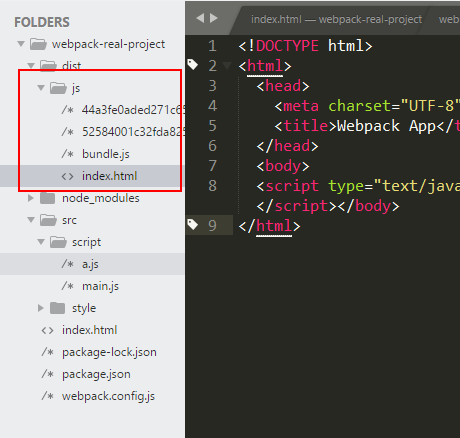 FOLDERS
webpack-real-project
dist
js
/* 44a3fe0aded271c65
/* 52584001c32fda825
/* bundle.js
<> index.html
node_modules
src
script
/* a.js
/* main.js
style
<> index.html
/* package-lock.json
/* package.json
/* webpack.config.js
index.html — webpack-real-project
we
1 <!DOCTYPE html>
2 <html>
3 <head>
4 <meta charset="UTF-8"
5 <title>Webpack App</t
6 </head>
7 <body>
8 <script type="text/java
</script></body>
9 </html>